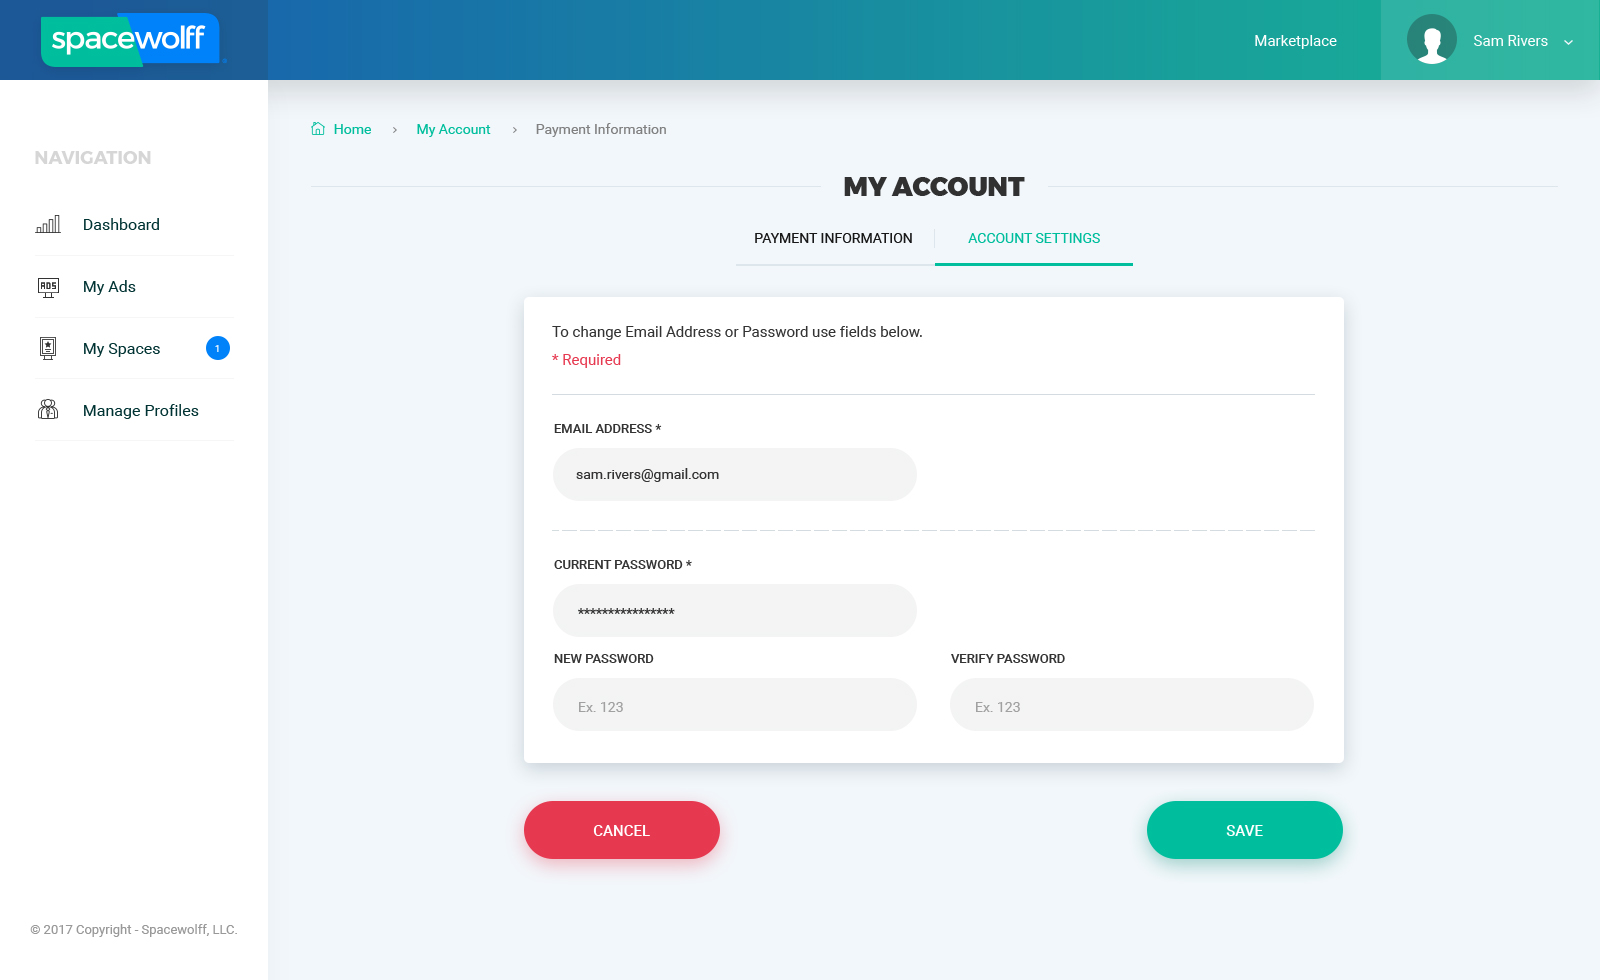 spacewolff
Marketplace
Sam Rivers
Home > My Account > Payment Information
NAVIGATION
Dashboard
My Ads
ADS
My Spaces
1
Manage Profiles
MY ACCOUNT
PAYMENT INFORMATION
ACCOUNT SETTINGS
To change Email Address or Password use fields below.
* Required
EMAIL ADDRESS *
sam.rivers@gmail.com
CURRENT PASSWORD *
****************
NEW PASSWORD
VERIFY PASSWORD
Ex. 123
Ex. 123
CANCEL
SAVE
© 2017 Copyright - Spacewolff, LLC.